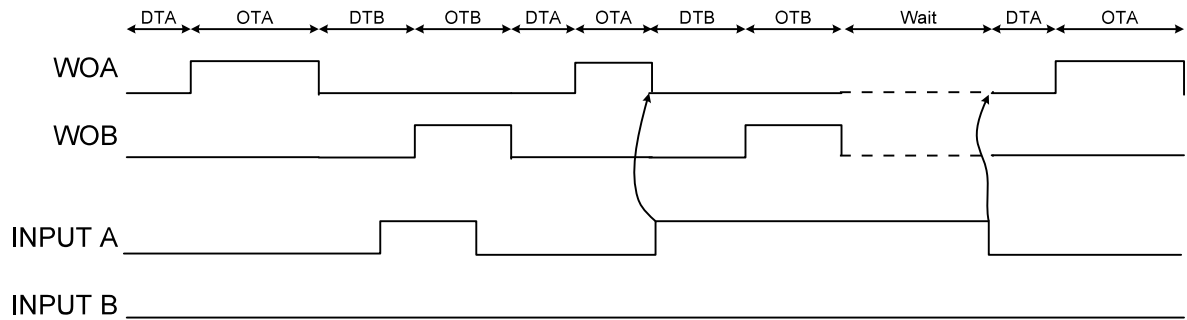 DTA OTA DTB OTB DTA OTA DTB OTB Wait DTA OTA
WOA
WOB
INPUT A
INPUT B